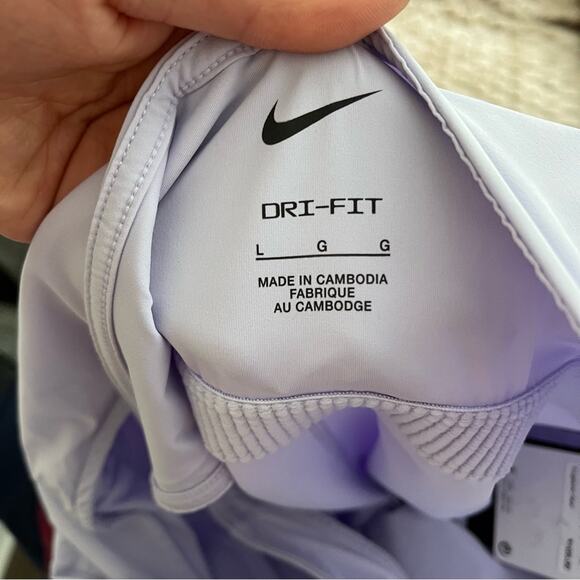 DRI-FIT
L G G
MADE IN CAMBODIA
FABRIQUE
AU CAMBODGE